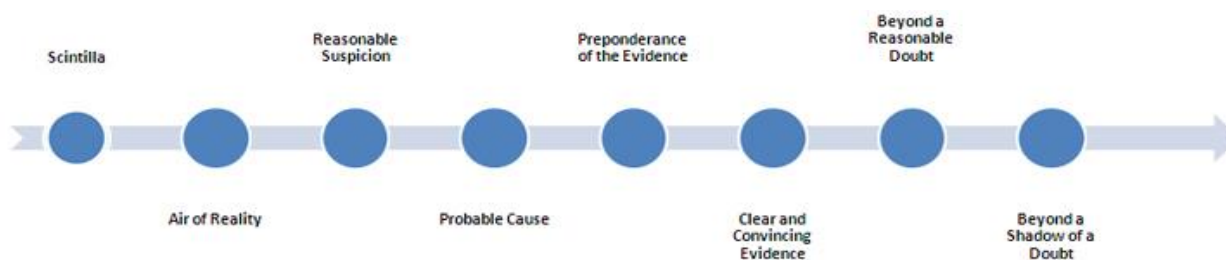 Scintilla
Air of Reality
Reasonable
Suspicion
Probable Cause
Preponderance
of the Evidence
Clear and
Convincing
Evidence
Beyond a
Reasonable
Doubt
Beyond a
Shadow of a
Doubt